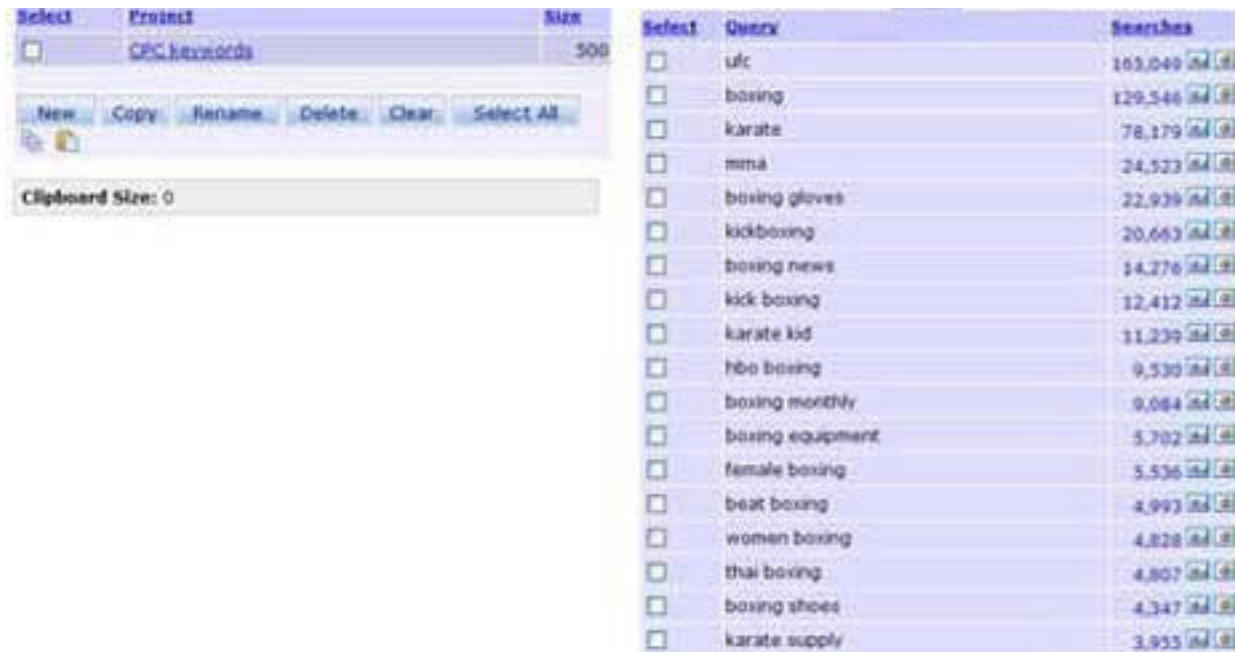 Select Project Size
CPC keywords 500
New Copy Rename Delete Clear Select All
Clipboard Size: 0
Select Query Searches
ufc 163,049
boxing 129,546
karate 78,179
mma 24,523
boxing gloves 22,939
kickboxing 20,663
boxing news 14,276
kick boxing 12,412
karate kid 11,239
hbo boxing 9,530
boxing monthly 9,084
boxing equipment 5,702
female boxing 5,536
beat boxing 4,993
women boxing 4,828
thai boxing 4,807
boxing shoes 4,347
karate supply 3,955